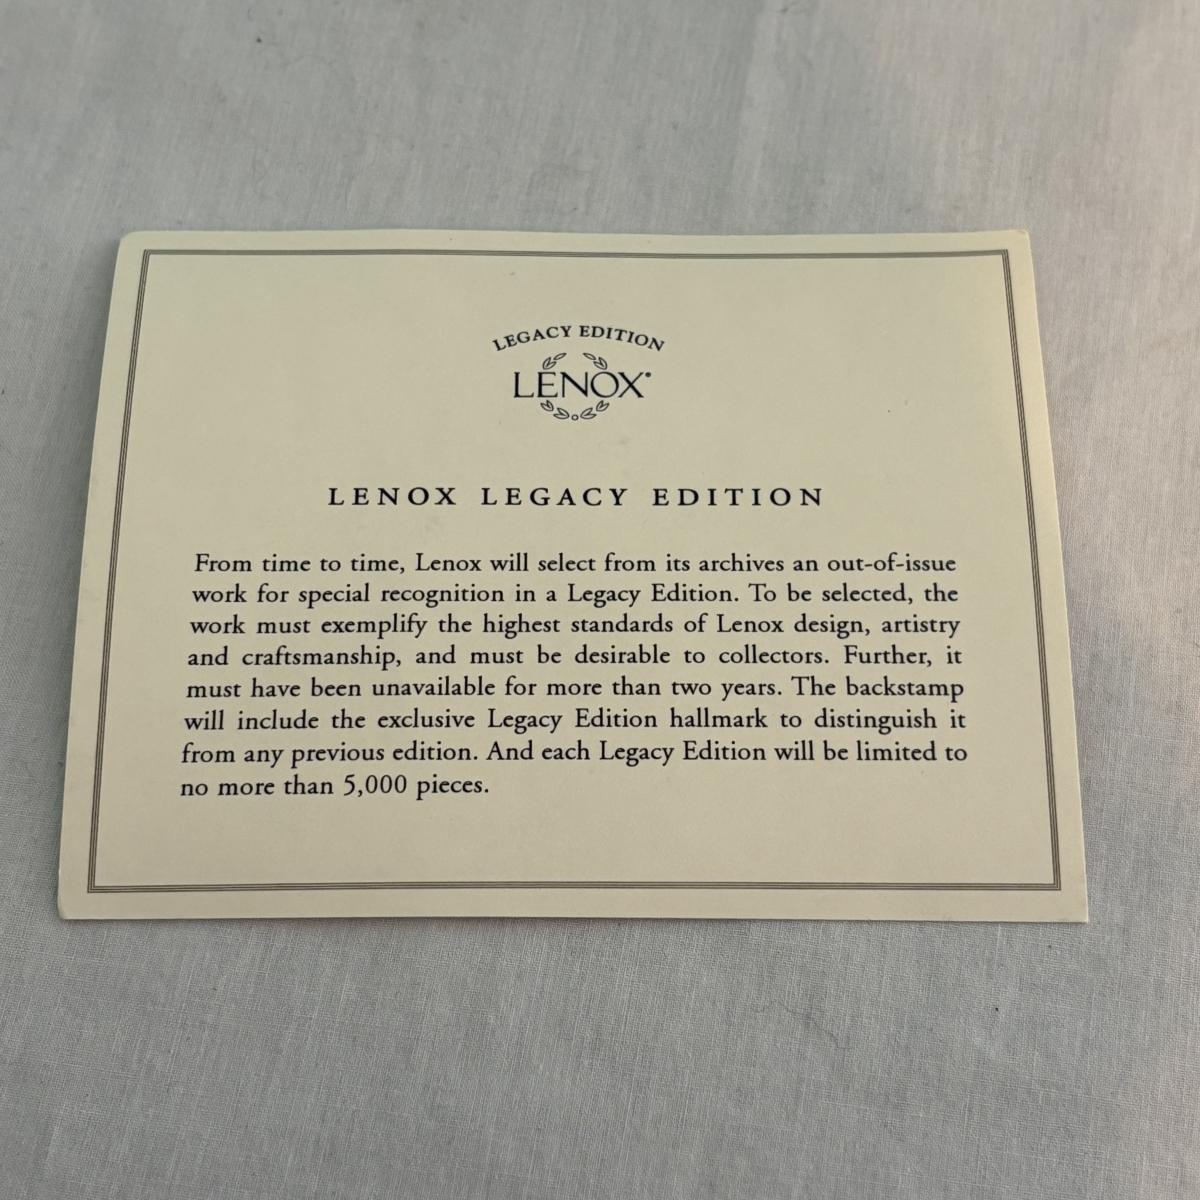 LEGACY EDITION
LENOX®
LENOX LEGACY EDITION
From time to time, Lenox will select from its archives an out-of-issue
work for special recognition in a Legacy Edition. To be selected, the
work must exemplify the highest standards of Lenox design, artistry
and craftsmanship, and must be desirable to collectors. Further, it
must have been unavailable for more than two years. The backstamp
will include the exclusive Legacy Edition hallmark to distinguish it
from any previous edition. And each Legacy Edition will be limited to
no more than 5,000 pieces.